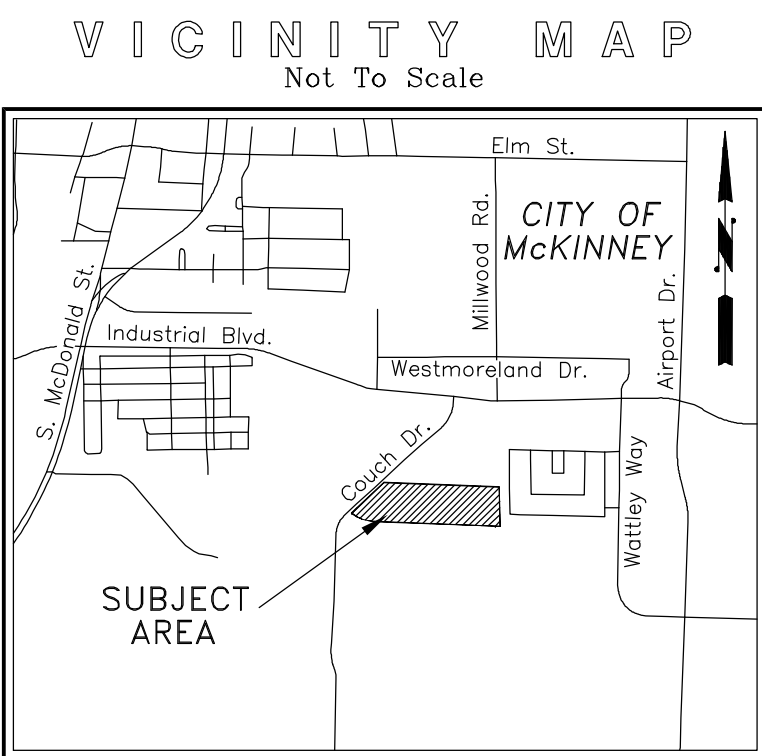 VICINITY MAP
Not To Scale
Elm St.
CITY OF
McKINNEY
N
Millwood Rd.
Airport Dr.
S. McDonald St.
Industrial Blvd.
Westmoreland Dr.
Couch Dr.
Wattley Way
SUBJECT
AREA